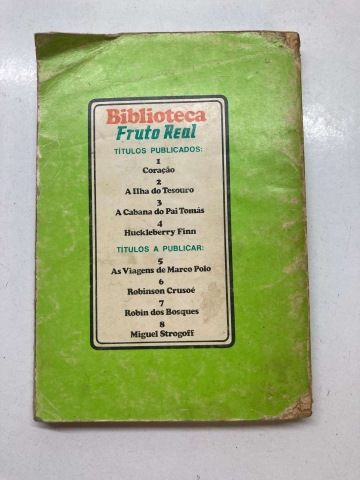 Biblioteca
Fruto Real
TÍTULOS PUBLICADOS:
1
Coração
2
A Ilha do Tesouro
3
A Cabana do Pai Tomás
4
Huckleberry Finn
TÍTULOS A PUBLICAR:
5
As Viagens de Marco Polo
6
Robinson Crusoé
7
Robin dos Bosques
8
Miguel Strogoff